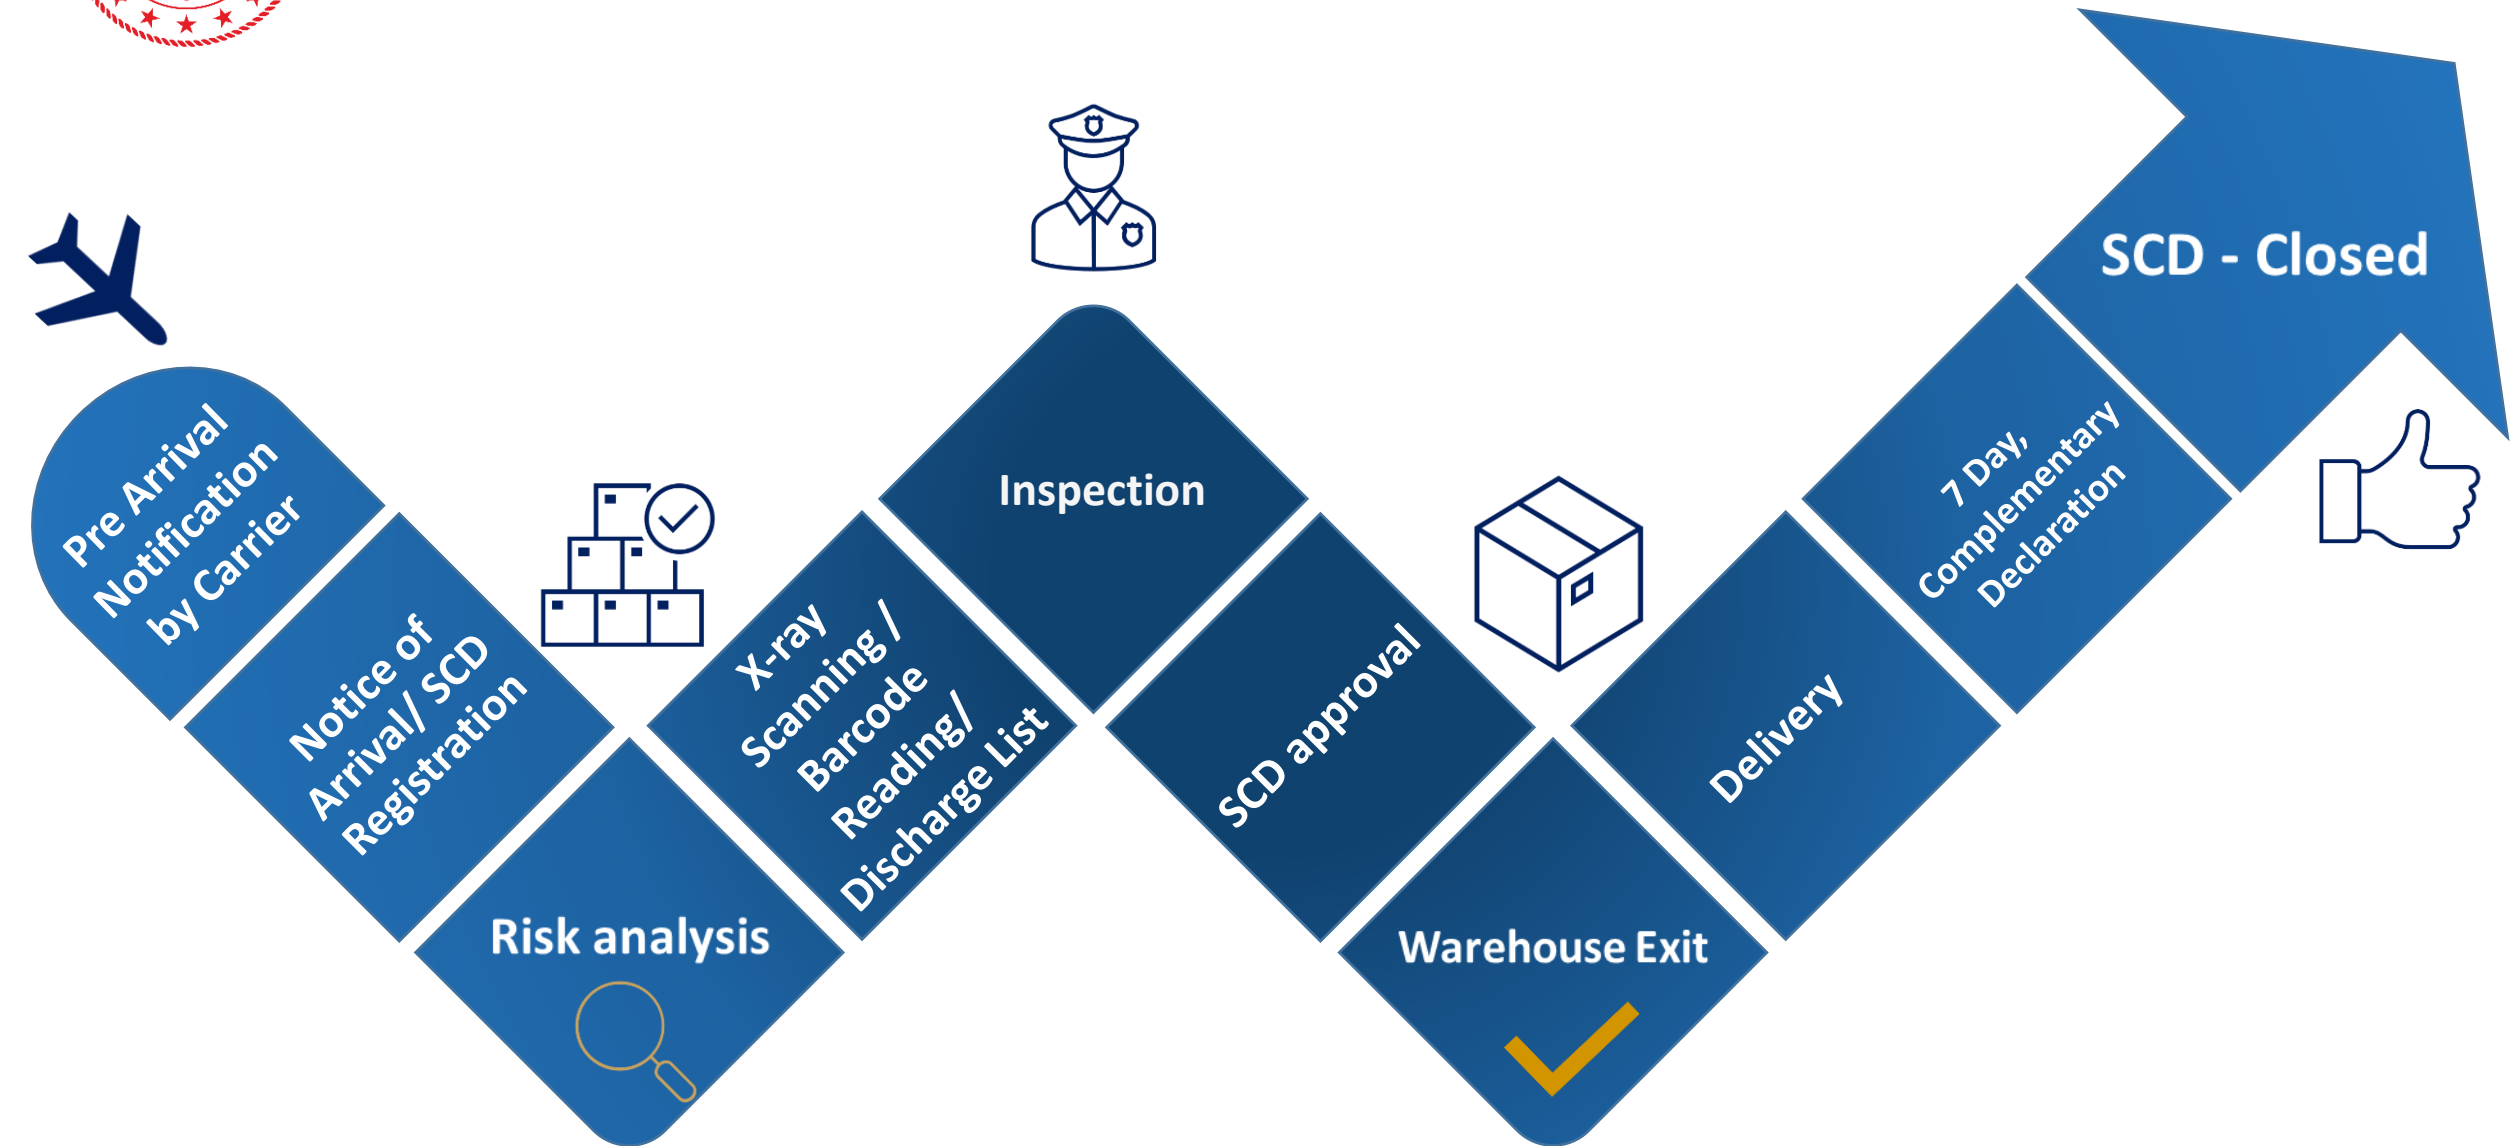 Pre Arrival
Notification
by Carrier
Notice of
Arrival/ SCD
Registration
Risk analysis
X-ray
Scanning /
Barcode
Reading/
Discharge List
Inspection
SCD approval
Warehouse Exit
Delivery
7 Day,
Complementary
Declaration
SCD - Closed